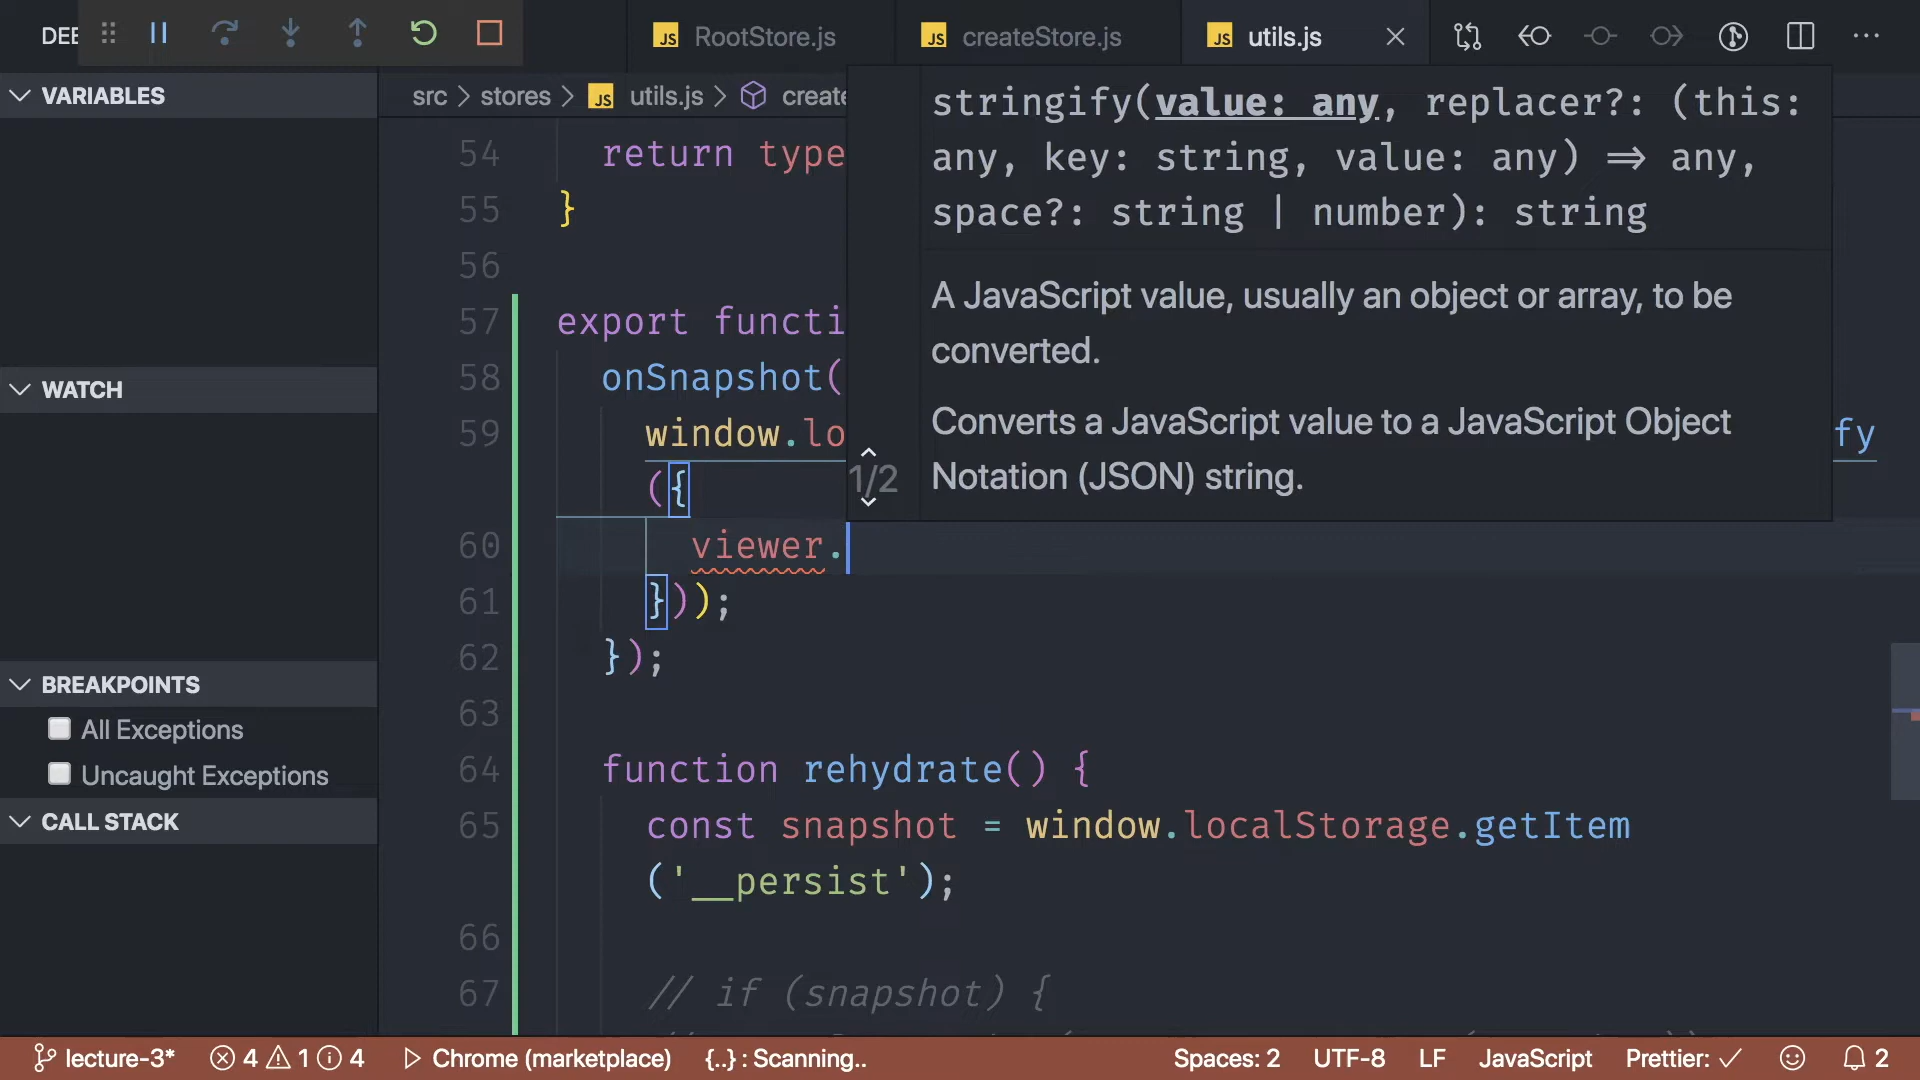 DEE
JS RootStore.js
JS createStore.js
JS utils.js
VARIABLES
WATCH
BREAKPOINTS
All Exceptions
Uncaught Exceptions
CALL STACK
src > stores > JS utils.js > create
stringify(value: any, replacer?: (this:
any, key: string, value: any) => any,
space?: string | number): string
A JavaScript value, usually an object or array, to be
converted.
Converts a JavaScript value to a JavaScript Object
Notation (JSON) string.
1/2
54 return type
55 }
56
57 export functi
58 onSnapshot(
59 window.lo fy
({
60 viewer.
61 }));
62 });
63
64 function rehydrate() {
65 const snapshot = window.localStorage.getItem
('__persist');
66
67 // if (snapshot) {
lecture-3* 4 1 4 Chrome (marketplace) {..} : Scanning.. Spaces: 2 UTF-8 LF JavaScript Prettier: ✓ 2